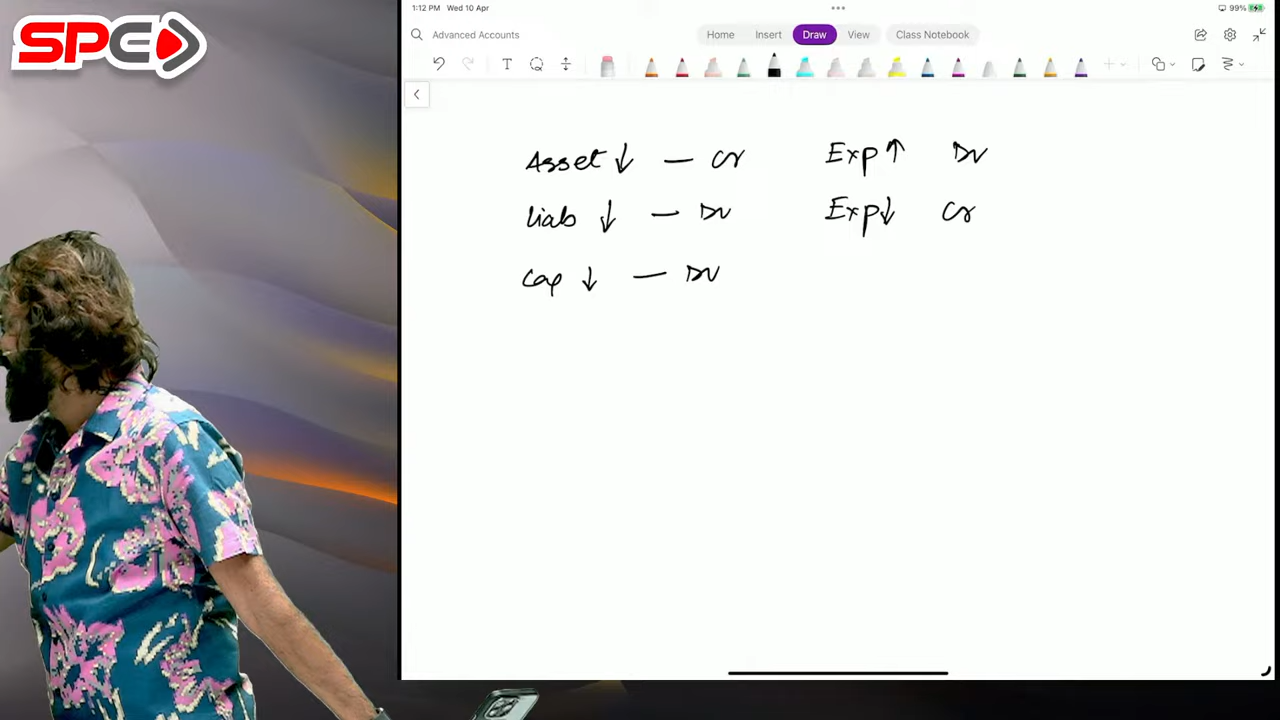 SPED
1:12 PM Wed 10 Apr
99%
Advanced Accounts
Home Insert Draw View Class Notebook
T
Asset ↓ — Cr Exp ↑ Dr
liab ↓ — Dr Exp ↓ Cr
Cap ↓ — Dr